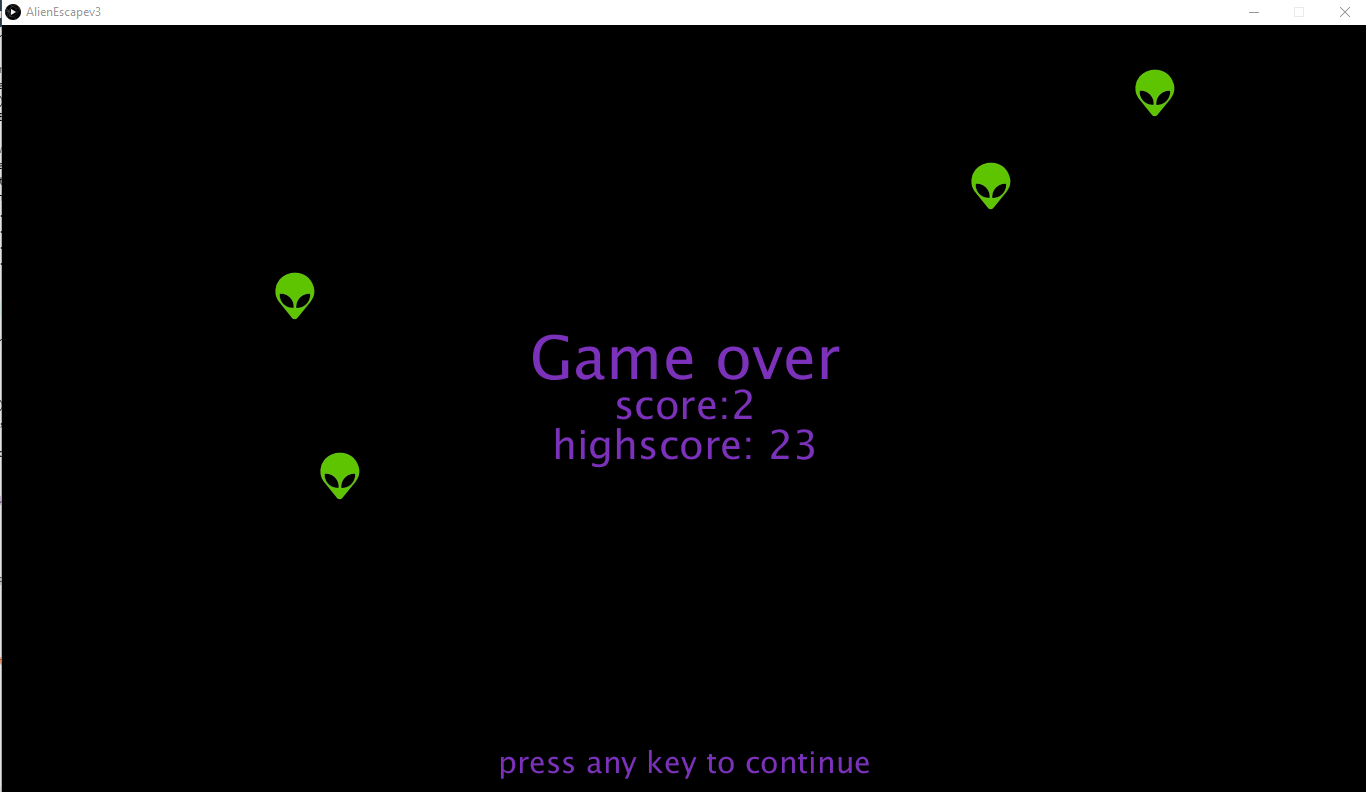 AlienEscapev3
Game over
score:2
highscore: 23
press any key to continue